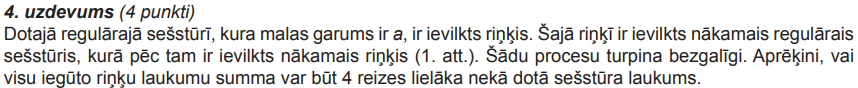 4. uzdevums (4 punkti)
Dotajā regulārajā sešstūrī, kura malas garums ir a, ir ievilkts riņķis. Šajā riņķī ir ievilkts nākamais regulārais
sešstūris, kurā pēc tam ir ievilkts nākamais riņķis (1. att.). Šādu procesu turpina bezgalīgi. Aprēķini, vai
visu iegūto riņķu laukumu summa var būt 4 reizes lielāka nekā dotā sešstūra laukums.